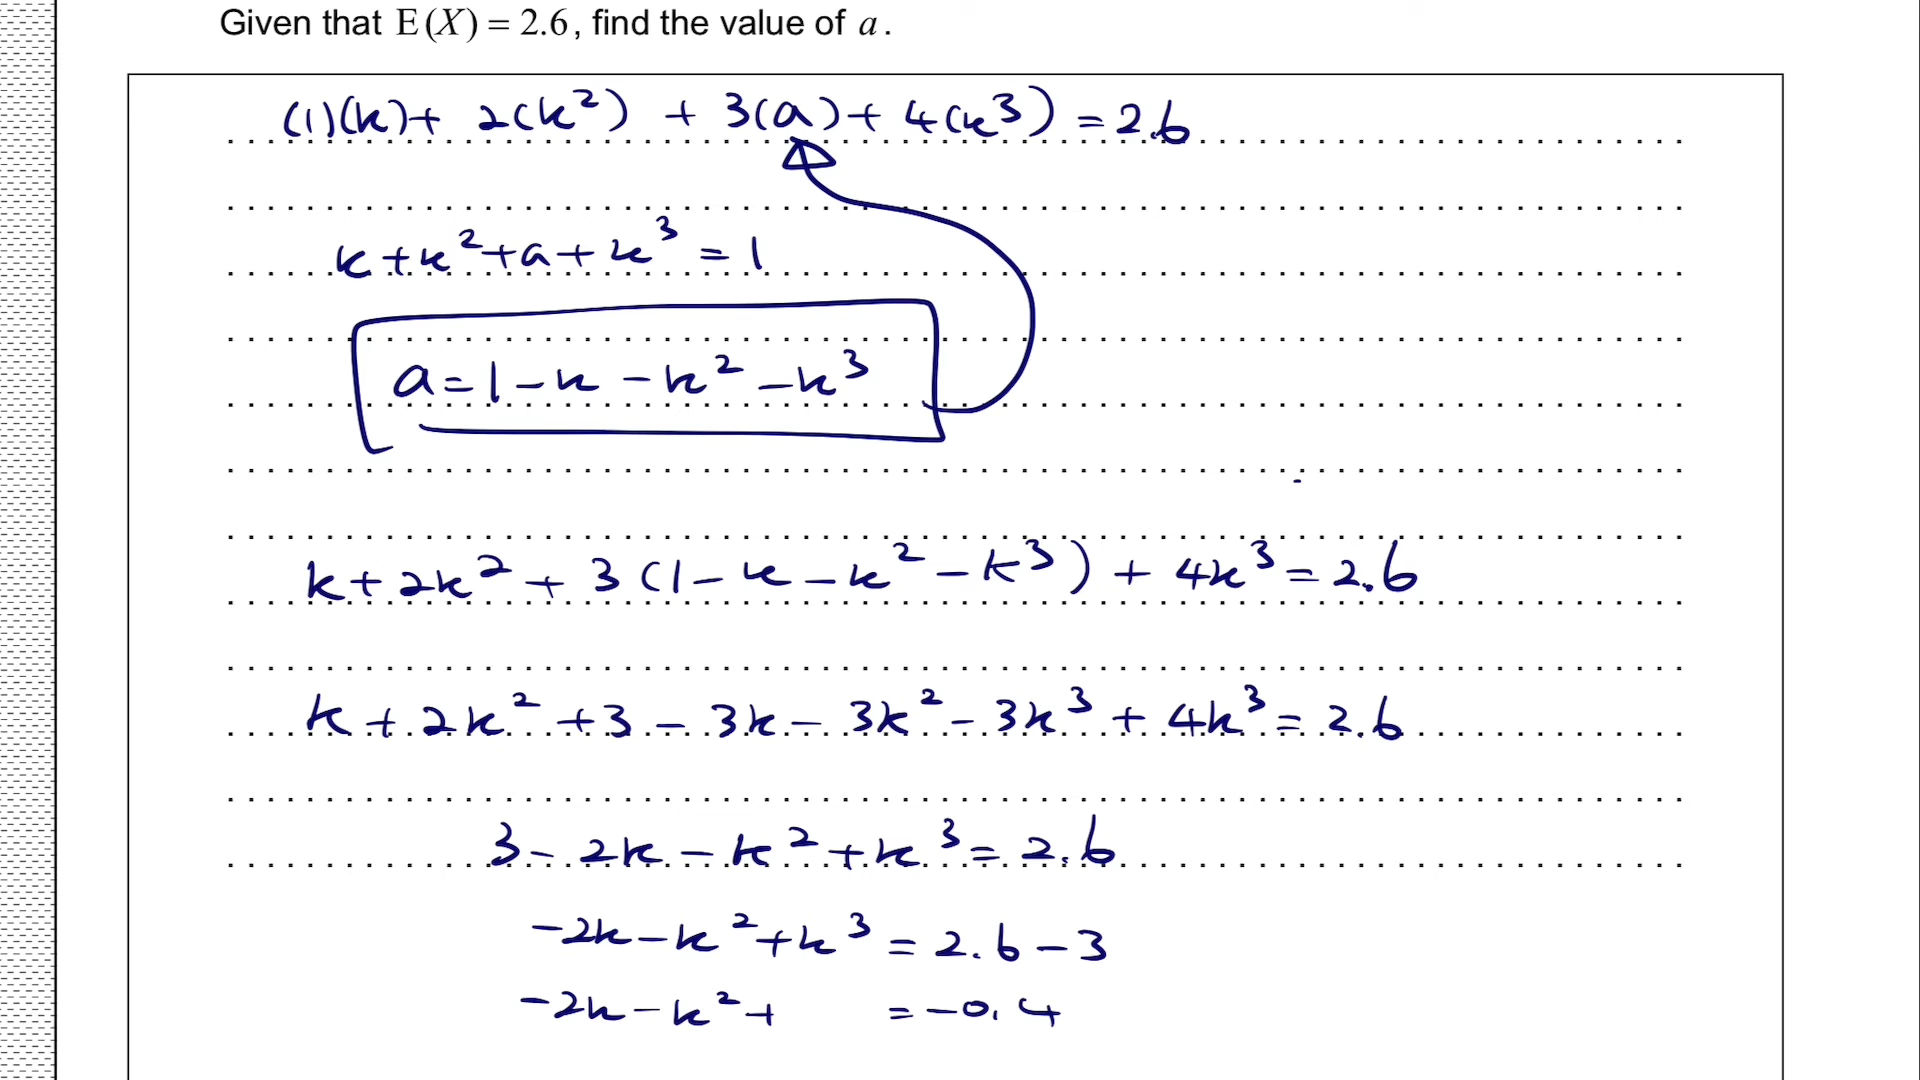 Given that E(X) = 2.6, find the value of a.
(1)(k) + 2(k²) + 3(a) + 4(k³) = 2.6
k + k² + a + k³ = 1
a = 1 - k - k² - k³
k + 2k² + 3(1 - k - k² - k³) + 4k³ = 2.6
k + 2k² + 3 - 3k - 3k² - 3k³ + 4k³ = 2.6
3 - 2k - k² + k³ = 2.6
-2k - k² + k³ = 2.6 - 3
-2k - k² + = -0.4